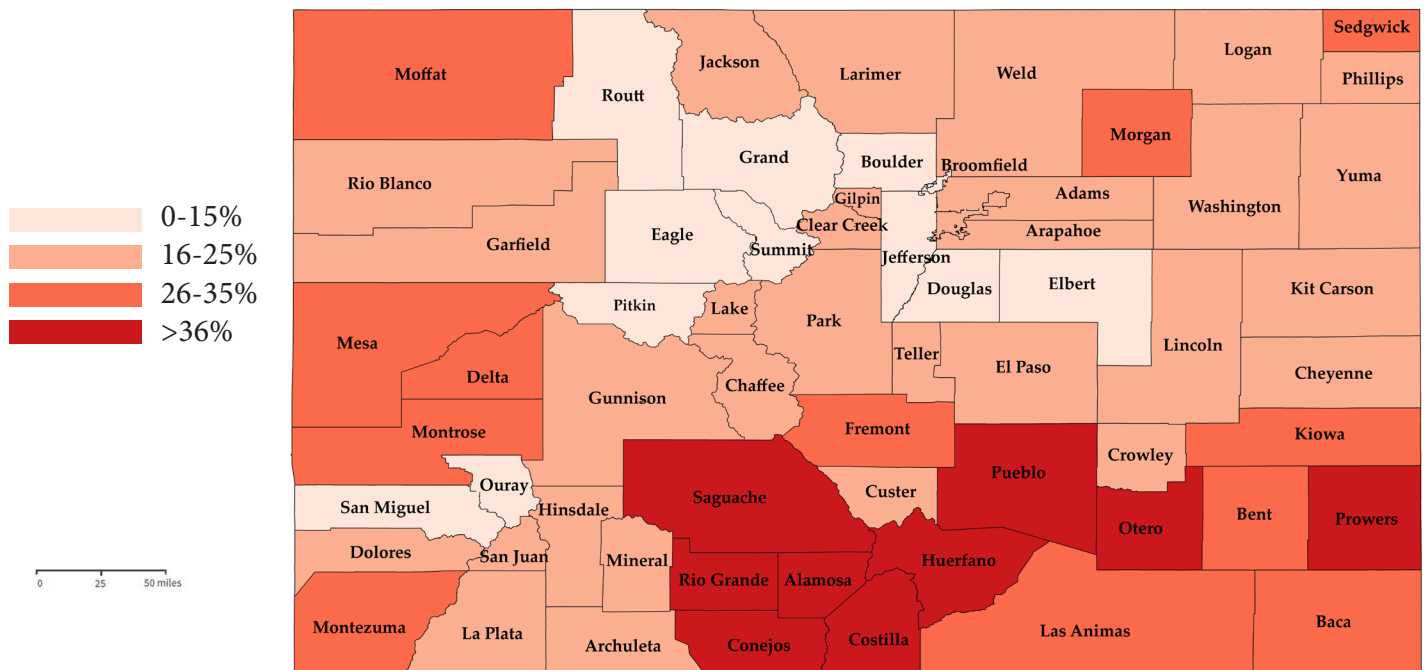 Sedgwick
Logan
Jackson
Moffat
Larimer
Weld
Phillips
Routt
Morgan
Grand
Boulder
Broomfield
Yuma
Rio Blanco
Adams
Gilpin
Washington
0-15%
Clear Creek
Arapahoe
Eagle
Garfield
Summit
16-25%
Jefferson
Elbert
Douglas
Kit Carson
26-35%
Pitkin
Lake
Park
>36%
Mesa
Lincoln
Teller
El Paso
Cheyenne
Delta
Chaffee
Gunnison
Fremont
Montrose
Kiowa
Crowley
Pueblo
Ouray
Custer
Saguache
San Miguel
Hinsdale
Bent
Prowers
Otero
Dolores
San Juan
Mineral
Huerfano
Rio Grande
Alamosa
0 25 50 miles
Baca
Montezuma
La Plata
Las Animas
Costilla
Archuleta
Conejos